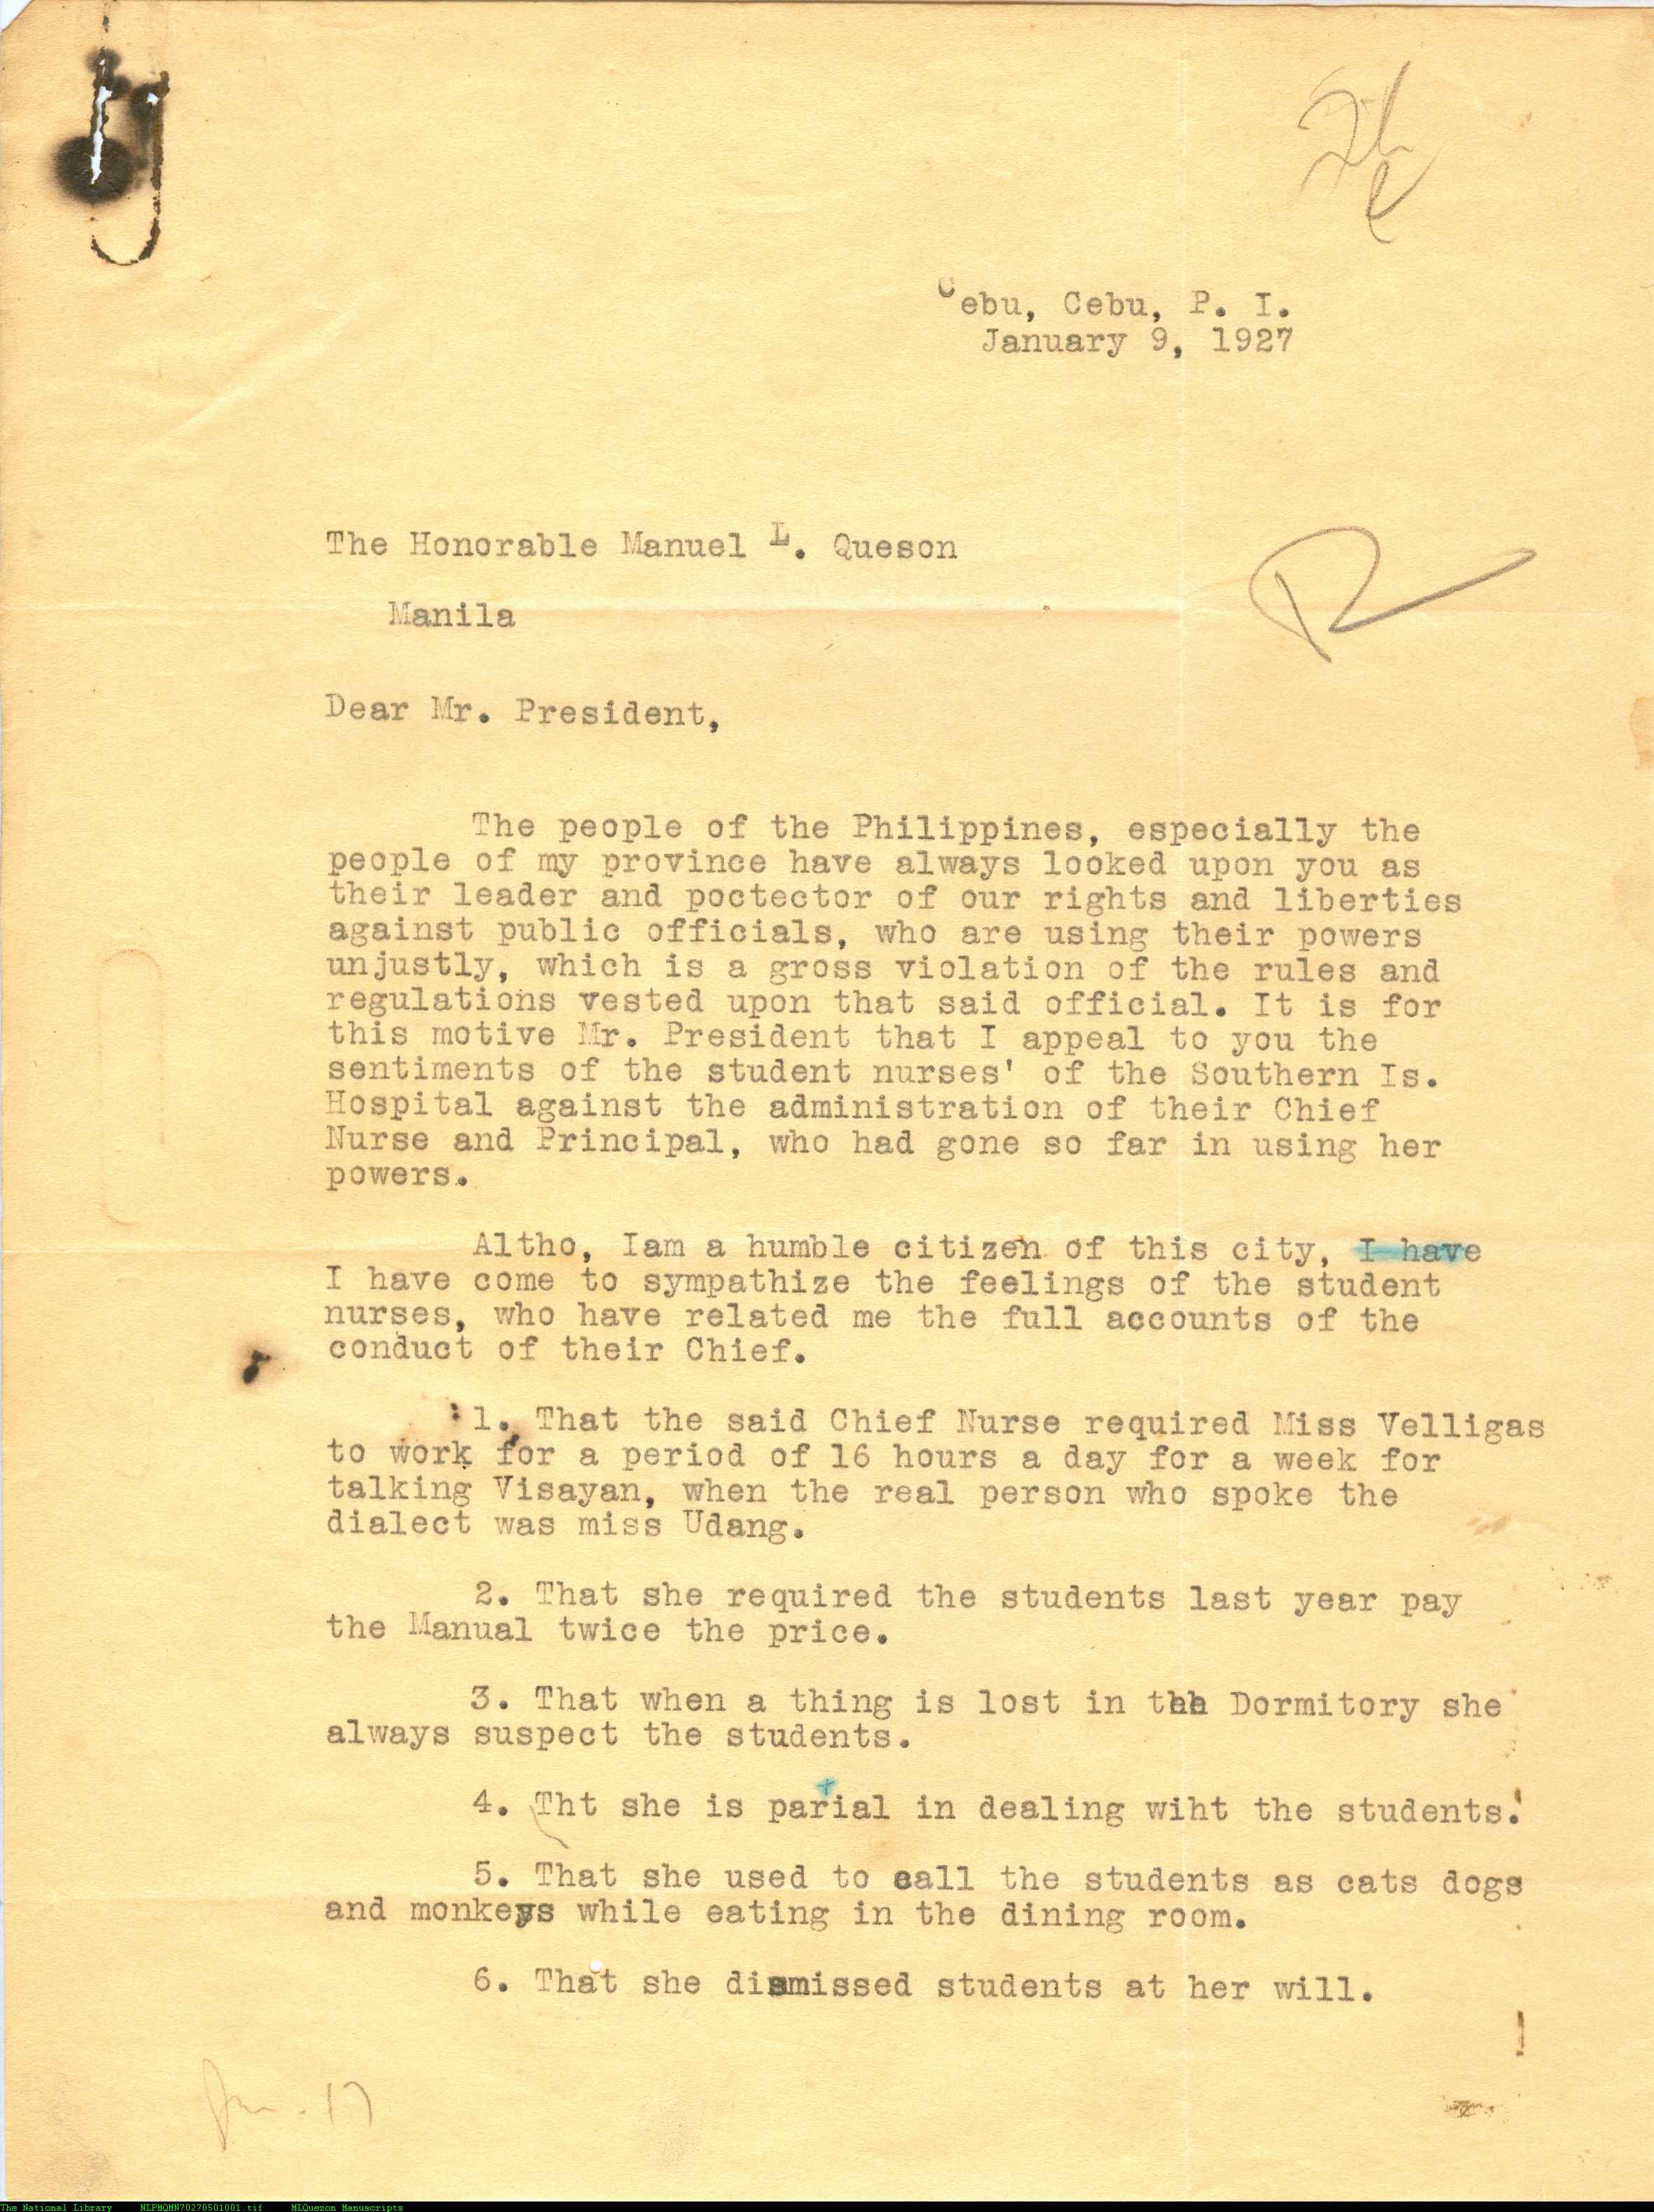 Cebu, Cebu, P. I.
January 9, 1927
The Honorable Manuel L. Queson
Manila
Dear Mr. President,
The people of the Philippines, especially the
people of my province have always looked upon you as
their leader and poctector of our rights and liberties
against public officials, who are using their powers
unjustly, which is a gross violation of the rules and
regulations vested upon that said official. It is for
this motive Mr. President that I appeal to you the
sentiments of the student nurses' of the Southern Is.
Hospital against the administration of their Chief
Nurse and Principal, who had gone so far in using her
powers.
Altho, Iam a humble citizen of this city, I have
I have come to sympathize the feelings of the student
nurses, who have related me the full accounts of the
conduct of their Chief.
1. That the said Chief Nurse required Miss Velligas
to work for a period of 16 hours a day for a week for
talking Visayan, when the real person who spoke the
dialect was miss Udang.
2. That she required the students last year pay
the Manual twice the price.
3. That when a thing is lost in the Dormitory she
always suspect the students.
4. Tht she is parial in dealing wiht the students.
5. That she used to call the students as cats dogs
and monkeys while eating in the dining room.
6. That she dismissed students at her will.
Jan. 17
The National Library NLPMQMN70270501001.tif MLQuezon Manuscripts